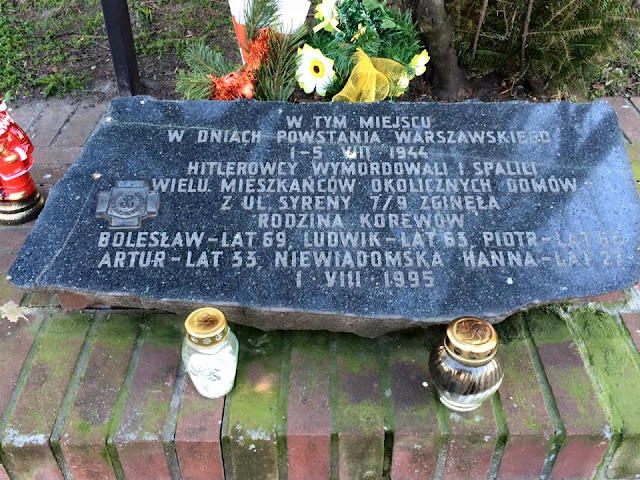 W TYM MIEJSCU
W DNIACH POWSTANIA WARSZAWSKIEGO
1-5 VIII 1944
HITLEROWCY WYMORDOWALI I SPALILI
WIELU MIESZKAŃCÓW OKOLICZNYCH DOMÓW
Z UL. SYRENY 7/9 ZGINĘŁA
RODZINA KOREWÓW
BOLESŁAW-LAT 69, LUDWIK-LAT 63, PIOTR-LAT
ARTUR-LAT 33, NIEWIADOMSKA HANNA-LAT
1 VIII 1995